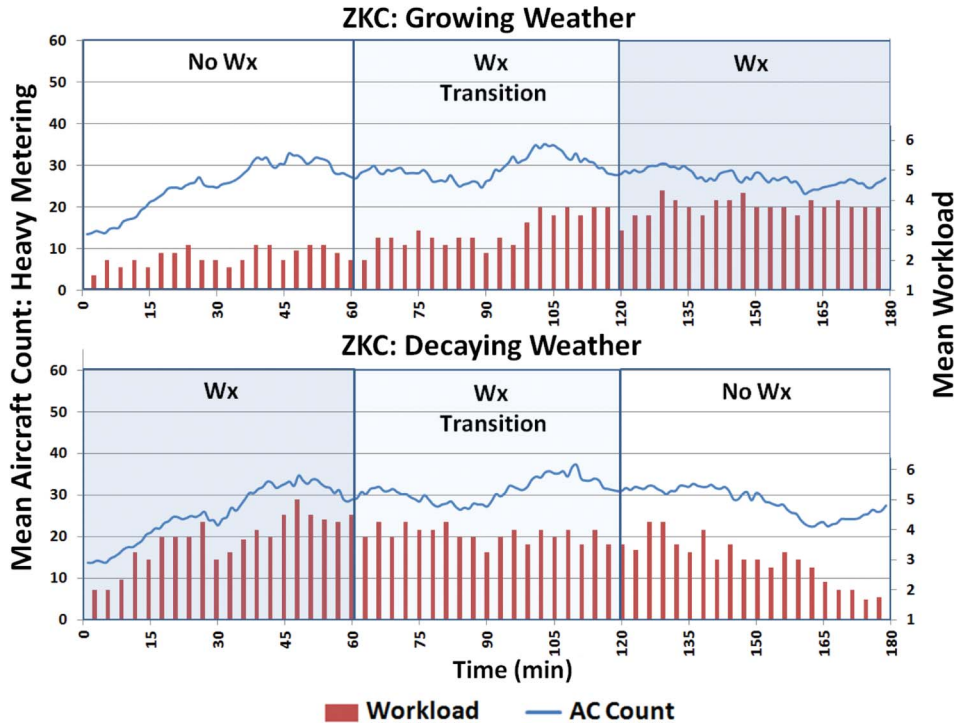 ZKC: Growing Weather
Mean Aircraft Count: Heavy Metering
60
50
40
30
20
10
0
No Wx
Wx
Transition
Wx
6
5
4
3
2
1
Mean Workload
0 15 30 45 60 75 90 105 120 135 150 165 180
ZKC: Decaying Weather
60
50
40
30
20
10
0
Wx
Wx
Transition
No Wx
6
5
4
3
2
1
0 15 30 45 60 75 90 105 120 135 150 165 180
Time (min)
Workload AC Count